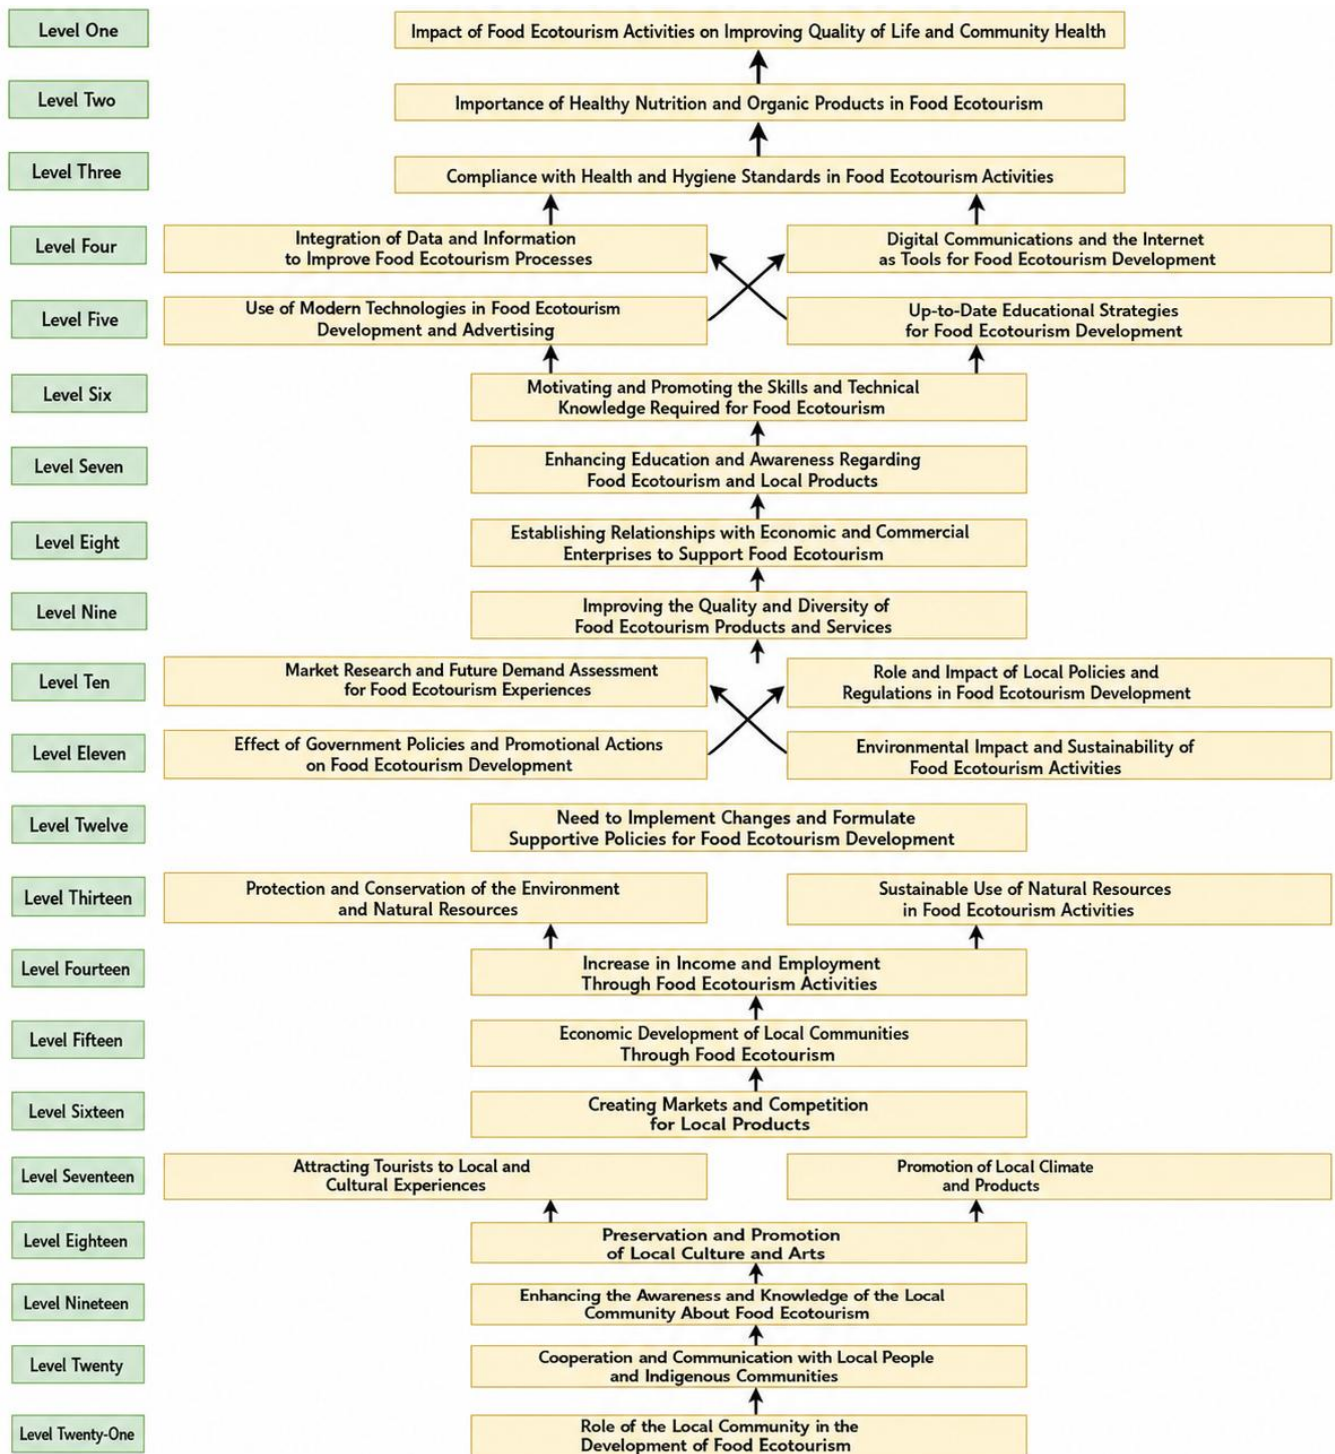 Level One
Impact of Food Ecotourism Activities on Improving Quality of Life and Community Health
Level Two
Importance of Healthy Nutrition and Organic Products in Food Ecotourism
Level Three
Compliance with Health and Hygiene Standards in Food Ecotourism Activities
Level Four
Integration of Data and Information
to Improve Food Ecotourism Processes
Digital Communications and the Internet
as Tools for Food Ecotourism Development
Level Five
Use of Modern Technologies in Food Ecotourism
Development and Advertising
Up-to-Date Educational Strategies
for Food Ecotourism Development
Level Six
Motivating and Promoting the Skills and Technical
Knowledge Required for Food Ecotourism
Level Seven
Enhancing Education and Awareness Regarding
Food Ecotourism and Local Products
Level Eight
Establishing Relationships with Economic and Commercial
Enterprises to Support Food Ecotourism
Level Nine
Improving the Quality and Diversity of
Food Ecotourism Products and Services
Level Ten
Market Research and Future Demand Assessment
for Food Ecotourism Experiences
Role and Impact of Local Policies and
Regulations in Food Ecotourism Development
Level Eleven
Effect of Government Policies and Promotional Actions
on Food Ecotourism Development
Environmental Impact and Sustainability of
Food Ecotourism Activities
Level Twelve
Need to Implement Changes and Formulate
Supportive Policies for Food Ecotourism Development
Level Thirteen
Protection and Conservation of the Environment
and Natural Resources
Sustainable Use of Natural Resources
in Food Ecotourism Activities
Level Fourteen
Increase in Income and Employment
Through Food Ecotourism Activities
Level Fifteen
Economic Development of Local Communities
Through Food Ecotourism
Level Sixteen
Creating Markets and Competition
for Local Products
Level Seventeen
Attracting Tourists to Local and
Cultural Experiences
Promotion of Local Climate
and Products
Level Eighteen
Preservation and Promotion
of Local Culture and Arts
Level Nineteen
Enhancing the Awareness and Knowledge of the Local
Community About Food Ecotourism
Level Twenty
Cooperation and Communication with Local People
and Indigenous Communities
Level Twenty-One
Role of the Local Community in the
Development of Food Ecotourism